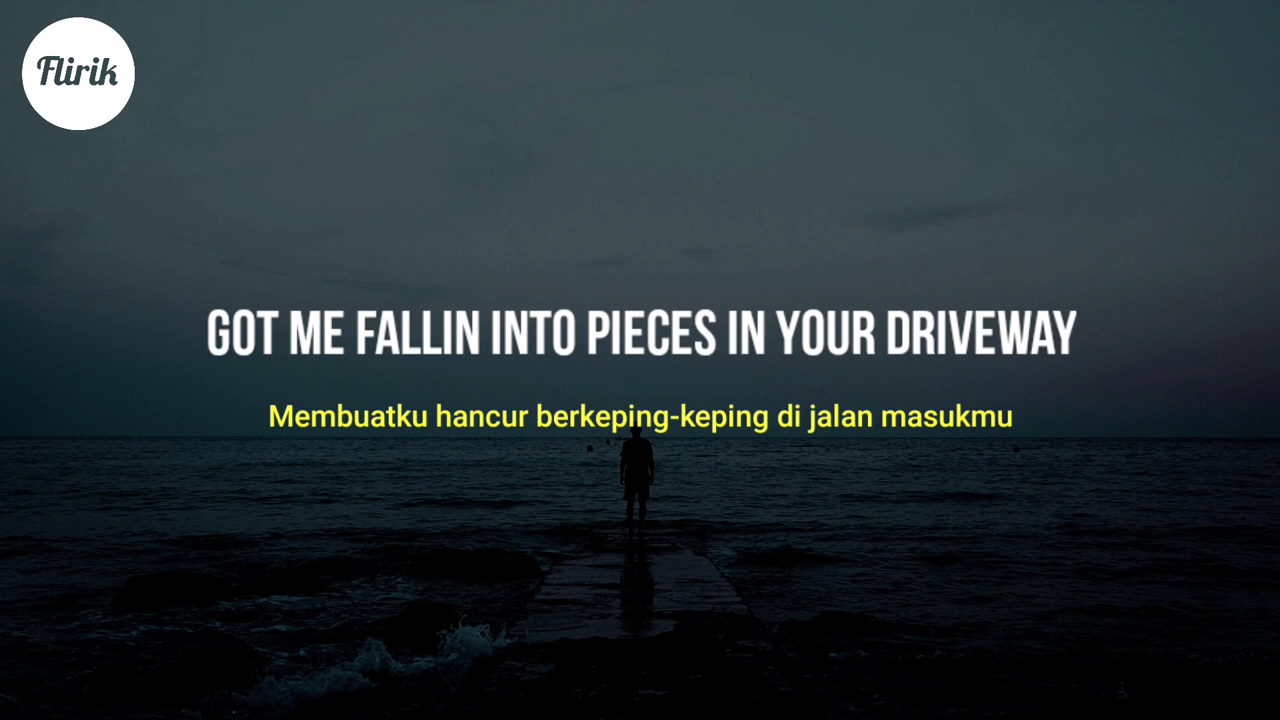 Flirik
GOT ME FALLIN INTO PIECES IN YOUR DRIVEWAY
Membuatku hancur berkeping-keping di jalan masukmu